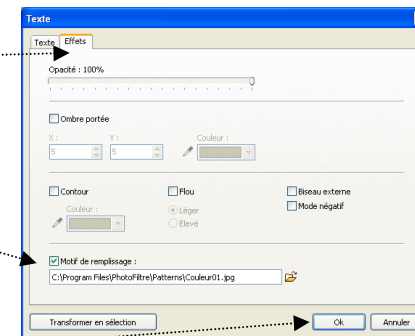 Texte
Texte Effets
Opacité : 100%
Ombre portée
X : Y : Couleur :
5 5
Contour Flou Biseau externe
Couleur : Léger Mode négatif
Elevé
Motif de remplissage :
C:\Program Files\PhotoFiltre\Patterns\Couleur01.jpg
Transformer en sélection Ok Annuler